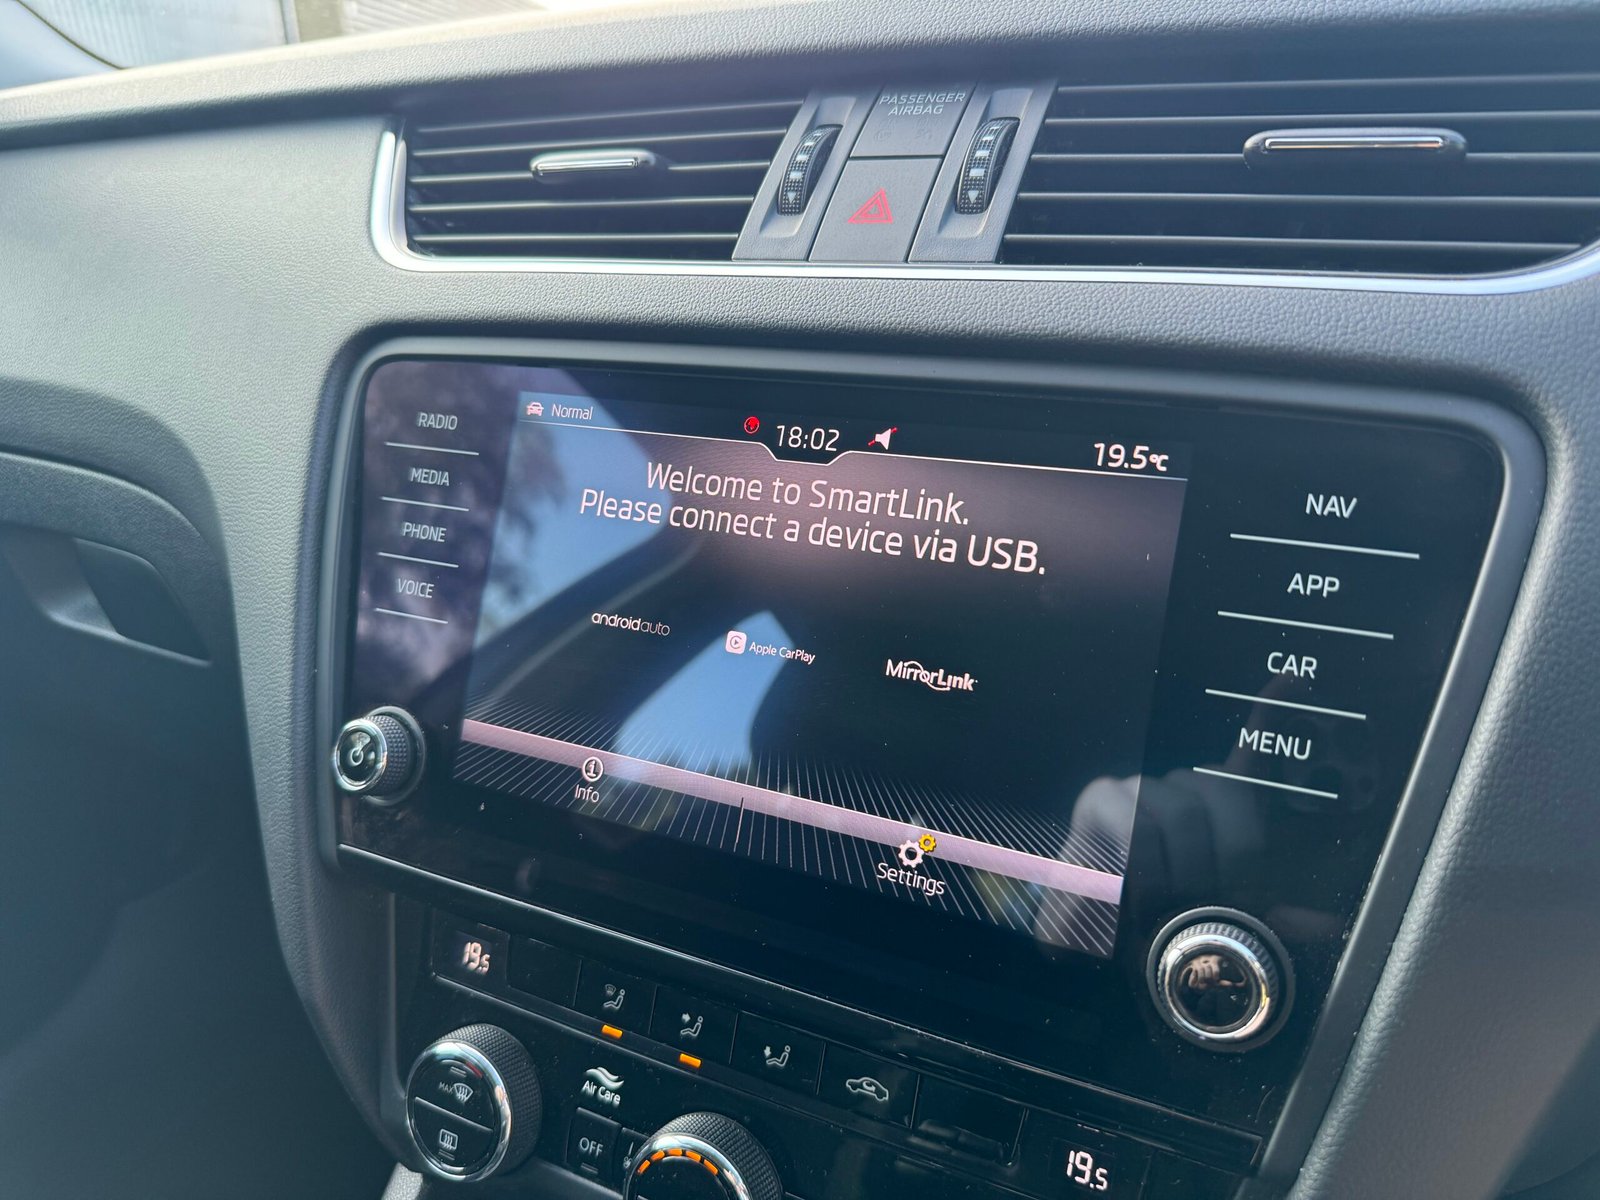 PASSENGER
AIRBAG
RADIO
MEDIA
PHONE
VOICE
Normal
18:02
19.5°C
Welcome to SmartLink.
Please connect a device via USB.
androidauto
Apple CarPlay
MirrorLink
Info
Settings
NAV
APP
CAR
MENU
19.5
MAX
Air Care
OFF
19.5